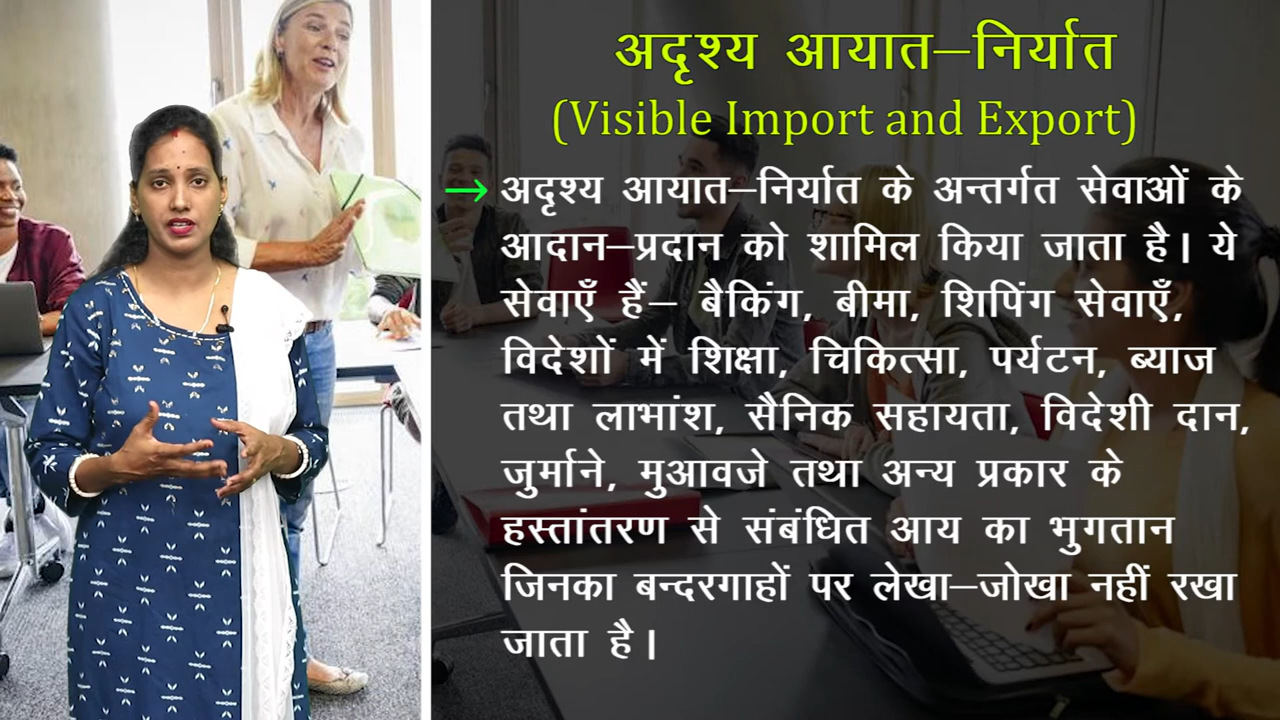 अदृश्य आयात–निर्यात
(Visible Import and Export)
→ अदृश्य आयात–निर्यात के अन्तर्गत सेवाओं के
आदान–प्रदान को शामिल किया जाता है। ये
सेवाएँ हैं– बैकिंग, बीमा, शिपिंग सेवाएँ,
विदेशों में शिक्षा, चिकित्सा, पर्यटन, ब्याज
तथा लाभांश, सैनिक सहायता, विदेशी दान,
जुर्माने, मुआवजे तथा अन्य प्रकार के
हस्तांतरण से संबंधित आय का भुगतान
जिनका बन्दरगाहों पर लेखा–जोखा नहीं रखा
जाता है।